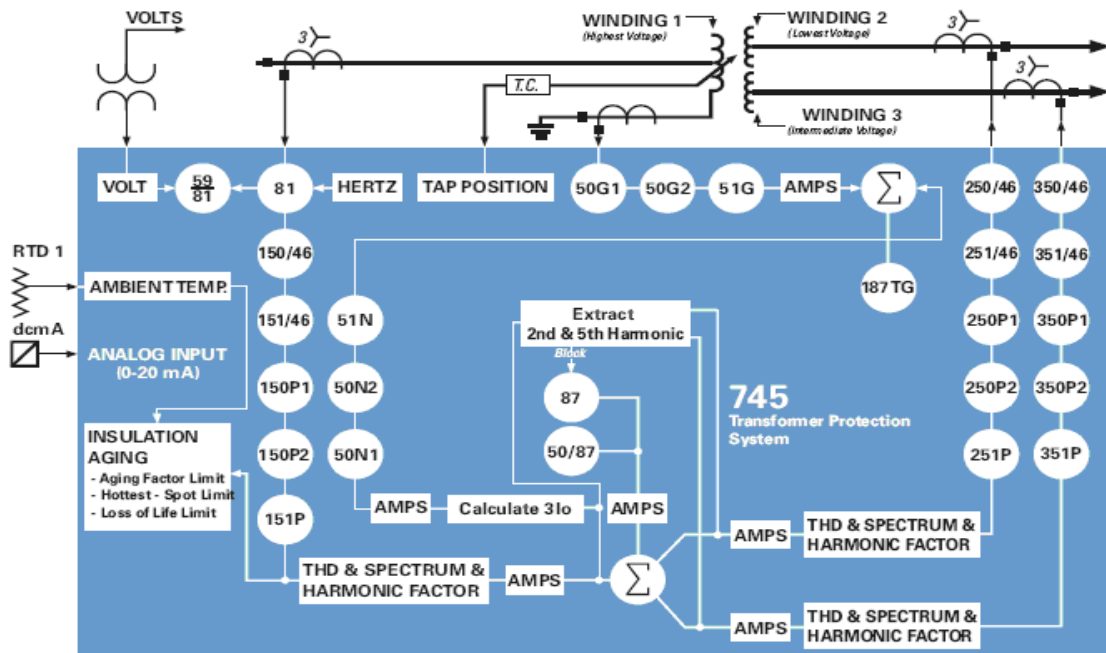 VOLTS
3
WINDING 1
(Highest Voltage)
WINDING 2
(Lowest Voltage)
3
3
T.C.
WINDING 3
(Intermediate Voltage)
VOLT
59
81
81
HERTZ
TAP POSITION
50G1
50G2
51G
AMPS
Σ
250/46
350/46
RTD 1
AMBIENT TEMP.
150/46
251/46
351/46
187TG
dcmA
ANALOG INPUT
(0-20 mA)
151/46
51N
Extract
2nd & 5th Harmonic
Block
250P1
350P1
150P1
50N2
87
745
Transformer Protection
System
250P2
350P2
INSULATION
AGING
- Aging Factor Limit
- Hottest - Spot Limit
- Loss of Life Limit
150P2
50N1
50/87
251P
351P
151P
AMPS
Calculate 3Io
AMPS
AMPS
THD & SPECTRUM &
HARMONIC FACTOR
THD & SPECTRUM &
HARMONIC FACTOR
AMPS
Σ
AMPS
THD & SPECTRUM &
HARMONIC FACTOR